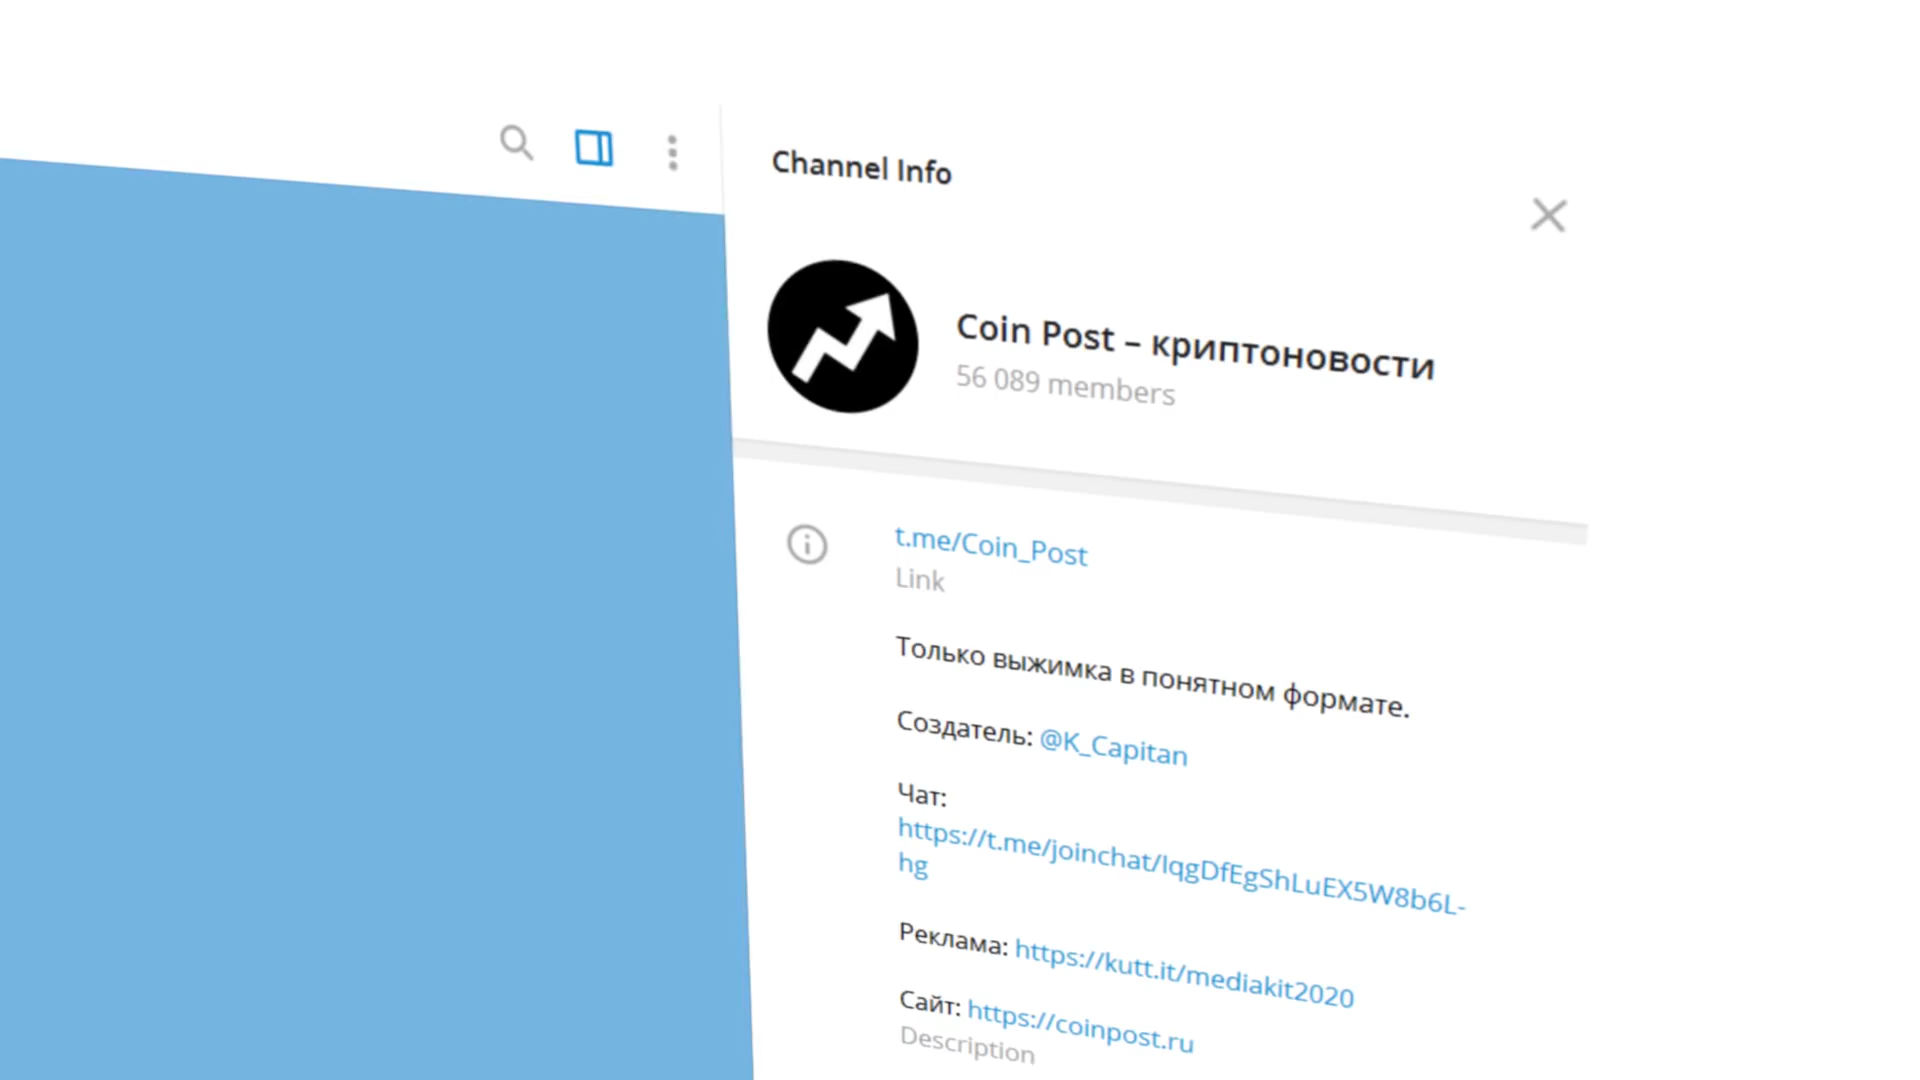 Channel Info
Coin Post – криптоновости
56 089 members
t.me/Coin_Post
Link
Только выжимка в понятном формате.
Создатель: @K_Capitan
Чат:
https://t.me/joinchat/IqgDfEgShLuEX5W8b6L-
hg
Реклама: https://kutt.it/mediakit2020
Сайт: https://coinpost.ru
Description